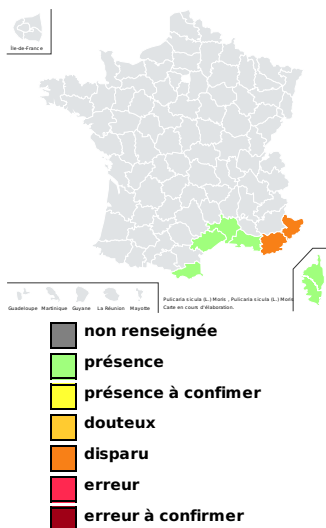 Île-de-France
Guadeloupe Martinique Guyane La Réunion Mayotte
Pulicaria sicula (L.) Moris , Pulicaria sicula (L.) Moris
Carte en cours d'élaboration.
non renseignée
présence
présence à confimer
douteux
disparu
erreur
erreur à confirmer